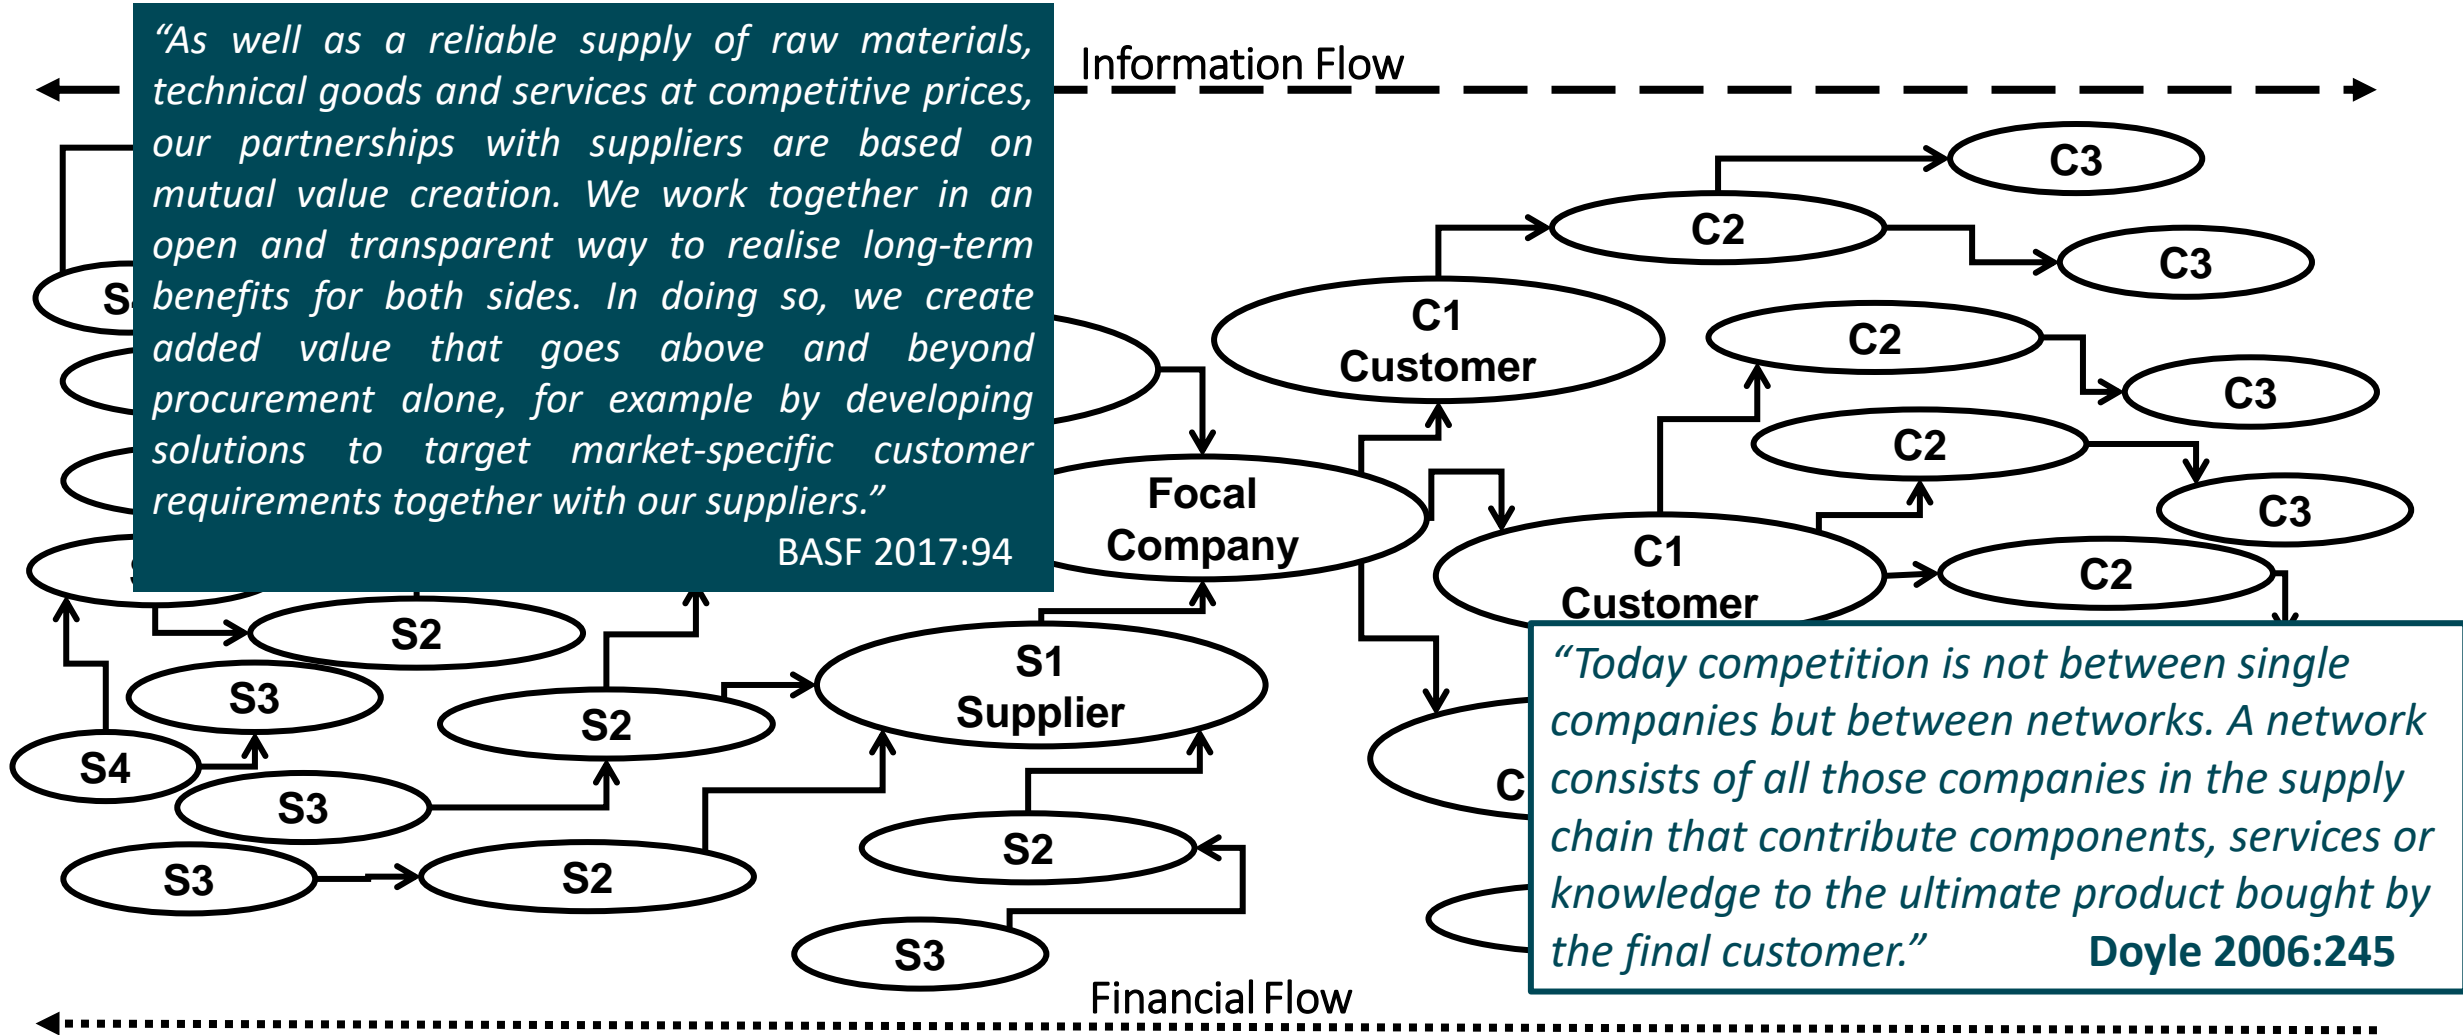 “As well as a reliable supply of raw materials,
technical goods and services at competitive prices,
our partnerships with suppliers are based on
mutual value creation. We work together in an
open and transparent way to realise long-term
benefits for both sides. In doing so, we create
added value that goes above and beyond
procurement alone, for example by developing
solutions to target market-specific customer
requirements together with our suppliers.”
BASF 2017:94
Information Flow
C3
C2
C3
C1
Customer
C2
C3
C2
C3
Focal
Company
C1
Customer
C2
S2
S3
S2
S1
Supplier
S4
S3
S3
S2
S2
S3
“Today competition is not between single
companies but between networks. A network
consists of all those companies in the supply
chain that contribute components, services or
knowledge to the ultimate product bought by
the final customer.” Doyle 2006:245
Financial Flow